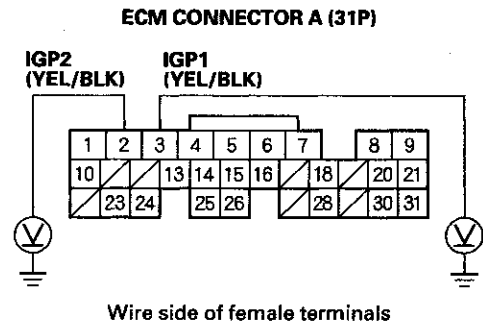 ECM CONNECTOR A (31P)
IGP2 IGP1
(YEL/BLK) (YEL/BLK)
1 2 3 4 5 6 7 8 9
10 13 14 15 16 18 20 21
23 24 25 26 28 30 31
V V
Wire side of female terminals